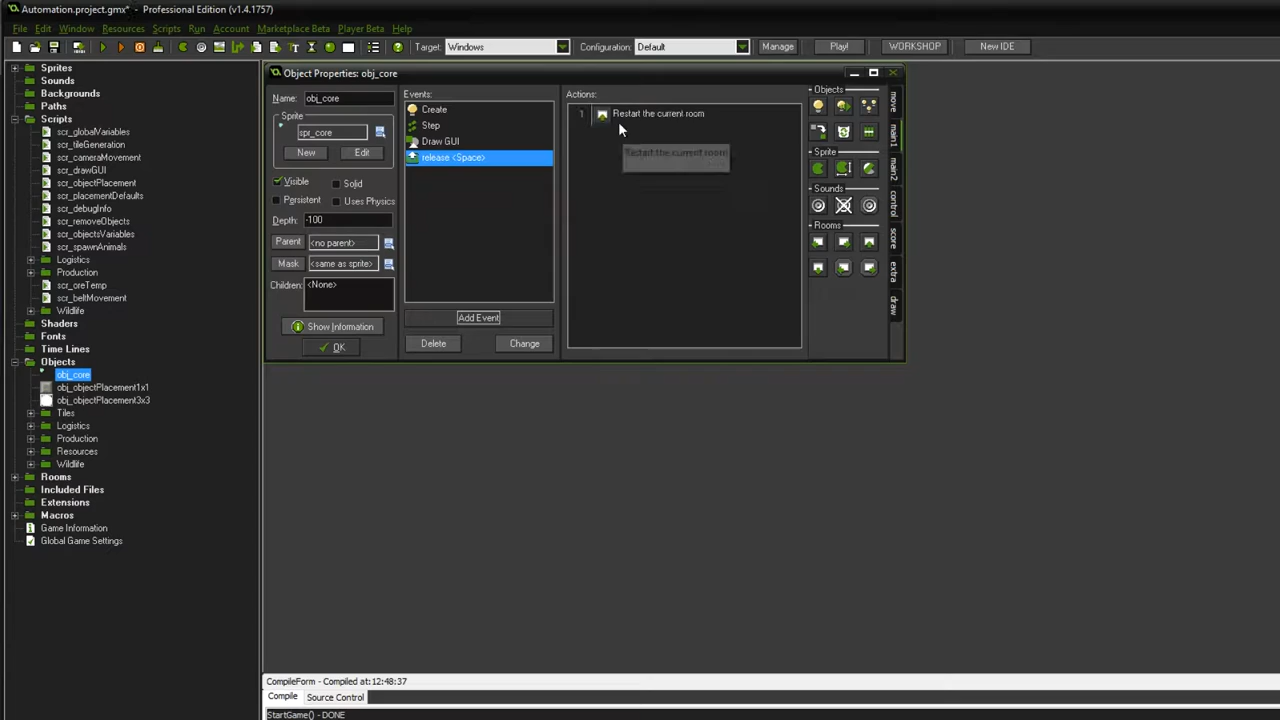 Automation.project.gmx* - Professional Edition (v1.4.1757)
File Edit Window Resources Scripts Run Account Marketplace Beta Player Beta Help
Target: Windows Configuration: Default Manage Play! WORKSHOP New IDE
Sprites
Sounds
Backgrounds
Paths
Scripts
scr_globalVariables
scr_tileGeneration
scr_cameraMovement
scr_drawGUI
scr_objectPlacement
scr_placementDefaults
scr_debugInfo
scr_removeObjects
scr_objectsVariables
scr_spawnAnimals
Logistics
Production
scr_oreTemp
scr_beltMovement
Wildlife
Shaders
Fonts
Time Lines
Objects
obj_core
obj_objectPlacement1x1
obj_objectPlacement3x3
Tiles
Logistics
Production
Resources
Wildlife
Rooms
Included Files
Extensions
Macros
Game Information
Global Game Settings
Object Properties: obj_core
Name: obj_core
Sprite
spr_core
New Edit
Visible Solid
Persistent Uses Physics
Depth: -100
Parent <no parent>
Mask <same as sprite>
Children: <None>
Show Information
OK
Events:
Create
Step
Draw GUI
release <Space>
Add Event
Delete Change
Actions:
1 Restart the current room
Restart the current room
Objects
Sprite
Sounds
Rooms
move
main1
main2
control
score
extra
draw
CompileForm - Compiled at:12:48:37
Compile Source Control
StartGame() - DONE